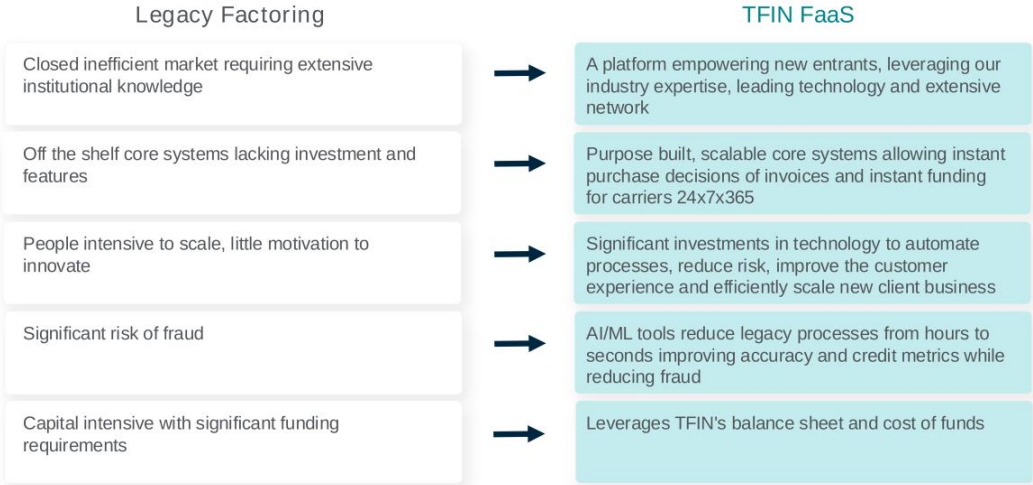 Legacy Factoring
TFIN FaaS
Closed inefficient market requiring extensive
institutional knowledge
A platform empowering new entrants, leveraging our
industry expertise, leading technology and extensive
network
Off the shelf core systems lacking investment and
features
Purpose built, scalable core systems allowing instant
purchase decisions of invoices and instant funding
for carriers 24x7x365
People intensive to scale, little motivation to
innovate
Significant investments in technology to automate
processes, reduce risk, improve the customer
experience and efficiently scale new client business
Significant risk of fraud
AI/ML tools reduce legacy processes from hours to
seconds improving accuracy and credit metrics while
reducing fraud
Capital intensive with significant funding
requirements
Leverages TFIN's balance sheet and cost of funds